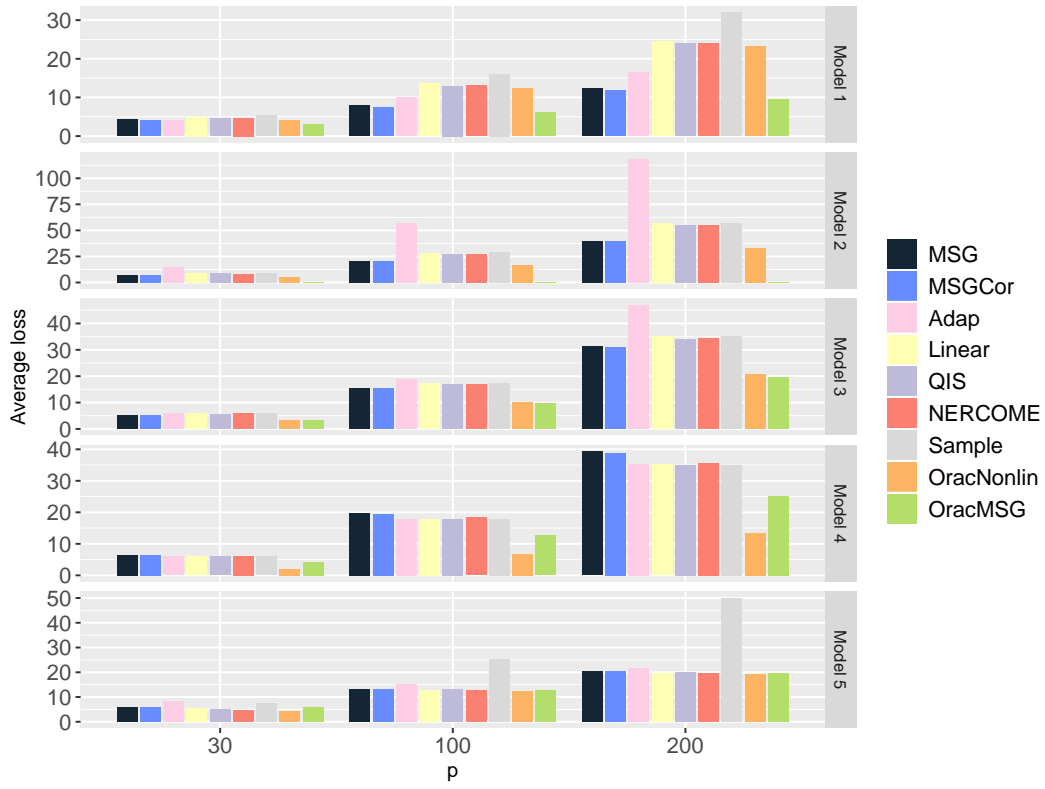 Average loss
30
20
10
0
Model 1
100
75
50
25
0
Model 2
40
30
20
10
0
Model 3
40
30
20
10
0
Model 4
50
40
30
20
10
0
Model 5
30
100
200
p
MSG
MSGCor
Adap
Linear
QIS
NERCOME
Sample
OracNonlin
OracMSG